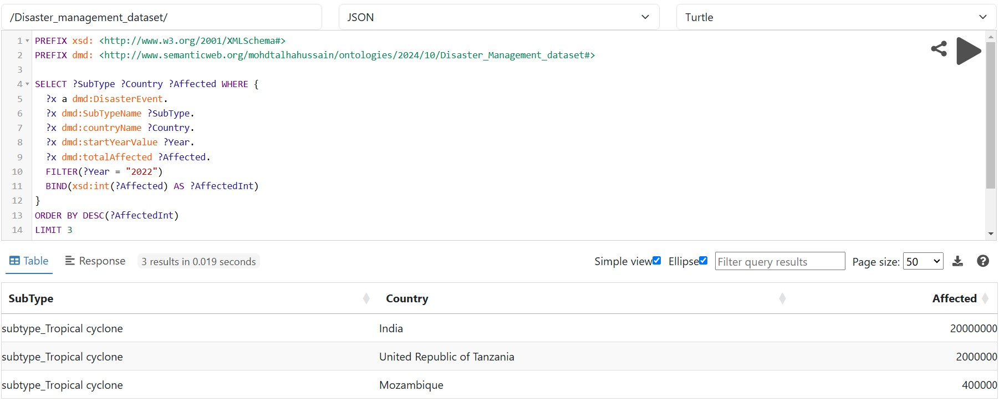 /Disaster_management_dataset/ JSON Turtle
1 PREFIX xsd: <http://www.w3.org/2001/XMLSchema#>
2 PREFIX dmd: <http://www.semanticweb.org/mohdtalhahussain/ontologies/2024/10/Disaster_Management_dataset#>
3
4 SELECT ?SubType ?Country ?Affected WHERE {
5 ?x a dmd:DisasterEvent.
6 ?x dmd:SubTypeName ?SubType.
7 ?x dmd:countryName ?Country.
8 ?x dmd:startYearValue ?Year.
9 ?x dmd:totalAffected ?Affected.
10 FILTER(?Year = "2022")
11 BIND(xsd:int(?Affected) AS ?AffectedInt)
12 }
13 ORDER BY DESC(?AffectedInt)
14 LIMIT 3
Table Response 3 results in 0.019 seconds Simple view Ellipse Filter query results Page size: 50
SubType Country Affected
subtype_Tropical cyclone India 20000000
subtype_Tropical cyclone United Republic of Tanzania 2000000
subtype_Tropical cyclone Mozambique 400000